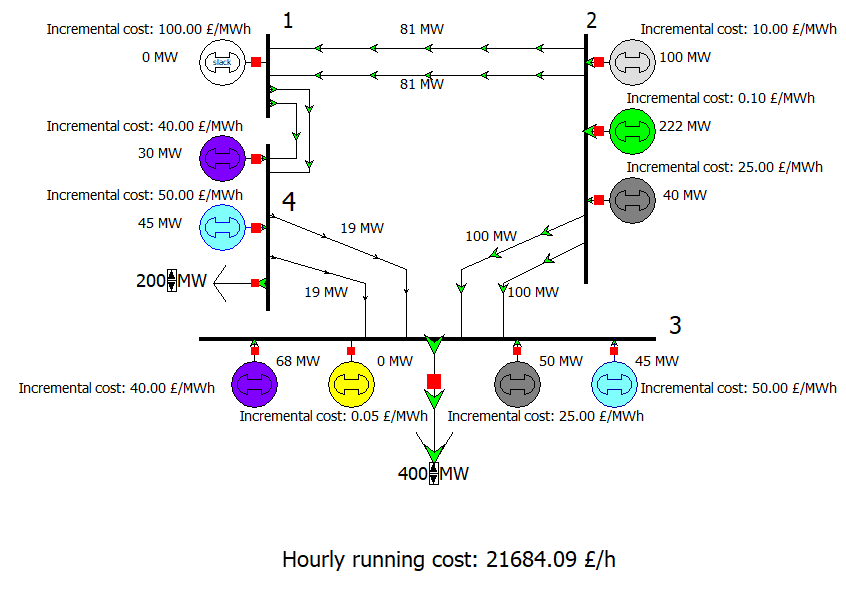 1
2
Incremental cost: 100.00 £/MWh
81 MW
Incremental cost: 10.00 £/MWh
0 MW
slack
100 MW
81 MW
Incremental cost: 0.10 £/MWh
Incremental cost: 40.00 £/MWh
222 MW
30 MW
Incremental cost: 25.00 £/MWh
Incremental cost: 50.00 £/MWh
40 MW
4
45 MW
19 MW
100 MW
200 MW
19 MW
100 MW
3
68 MW
0 MW
50 MW
45 MW
Incremental cost: 40.00 £/MWh
Incremental cost: 50.00 £/MWh
Incremental cost: 0.05 £/MWh
Incremental cost: 25.00 £/MWh
400 MW
Hourly running cost: 21684.09 £/h